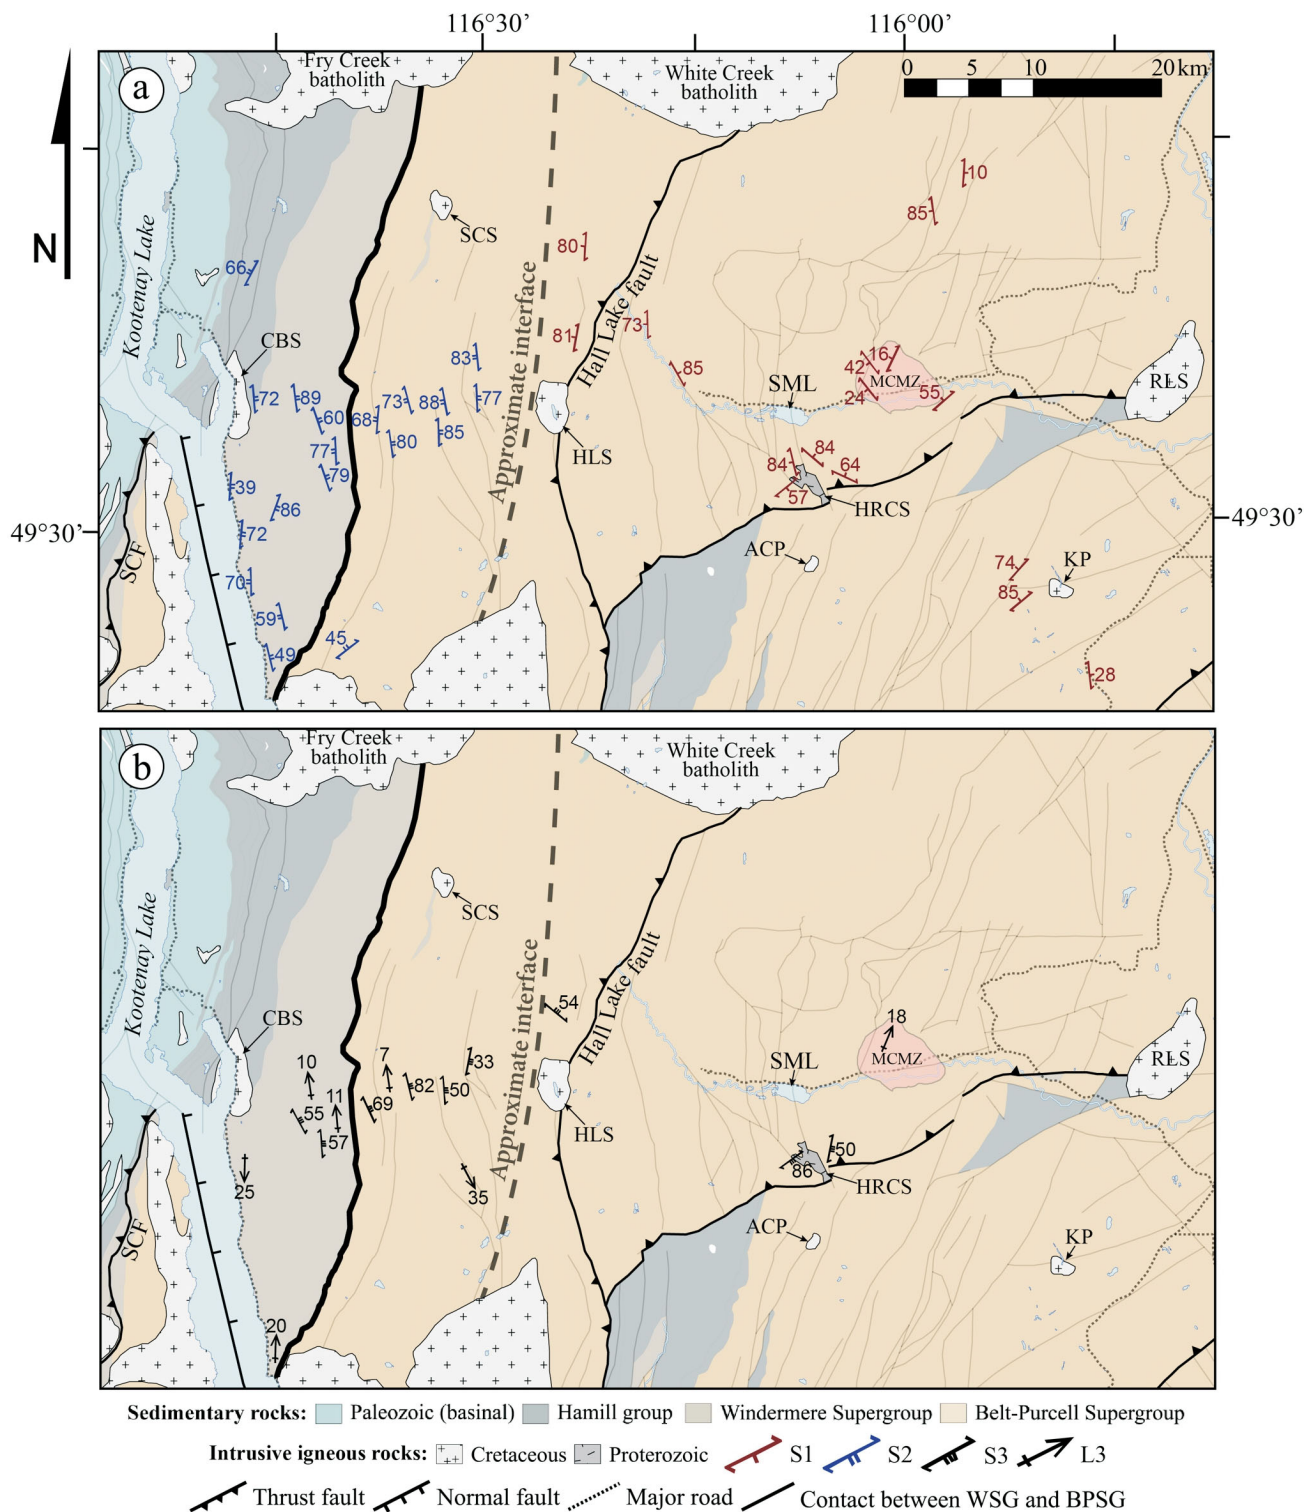 116°30'
116°00'
a
Fry Creek
batholith
White Creek
batholith
0 5 10 20 km
N
Kootenay Lake
SCS
10
85
80
66
Approximate interface
Hall Lake fault
81
73
CBS
83
85
SML
42
16
MCMZ
24
55
RLS
72
89
60
68
73
88
77
80
85
HLS
77
79
39
86
72
84
84
64
57
HRCS
49°30'
49°30'
SCF
ACP
74
KP
85
70
59
49
45
28
b
Fry Creek
batholith
White Creek
batholith
Kootenay Lake
SCS
Approximate interface
Hall Lake fault
54
18
MCMZ
CBS
SML
RLS
10
7
33
11
82
50
69
55
57
HLS
50
86
HRCS
25
35
SCF
ACP
KP
20
Sedimentary rocks: Paleozoic (basinal) Hamill group Windermere Supergroup Belt-Purcell Supergroup
Intrusive igneous rocks: Cretaceous Proterozoic S1 S2 S3 L3
Thrust fault Normal fault Major road Contact between WSG and BPSG